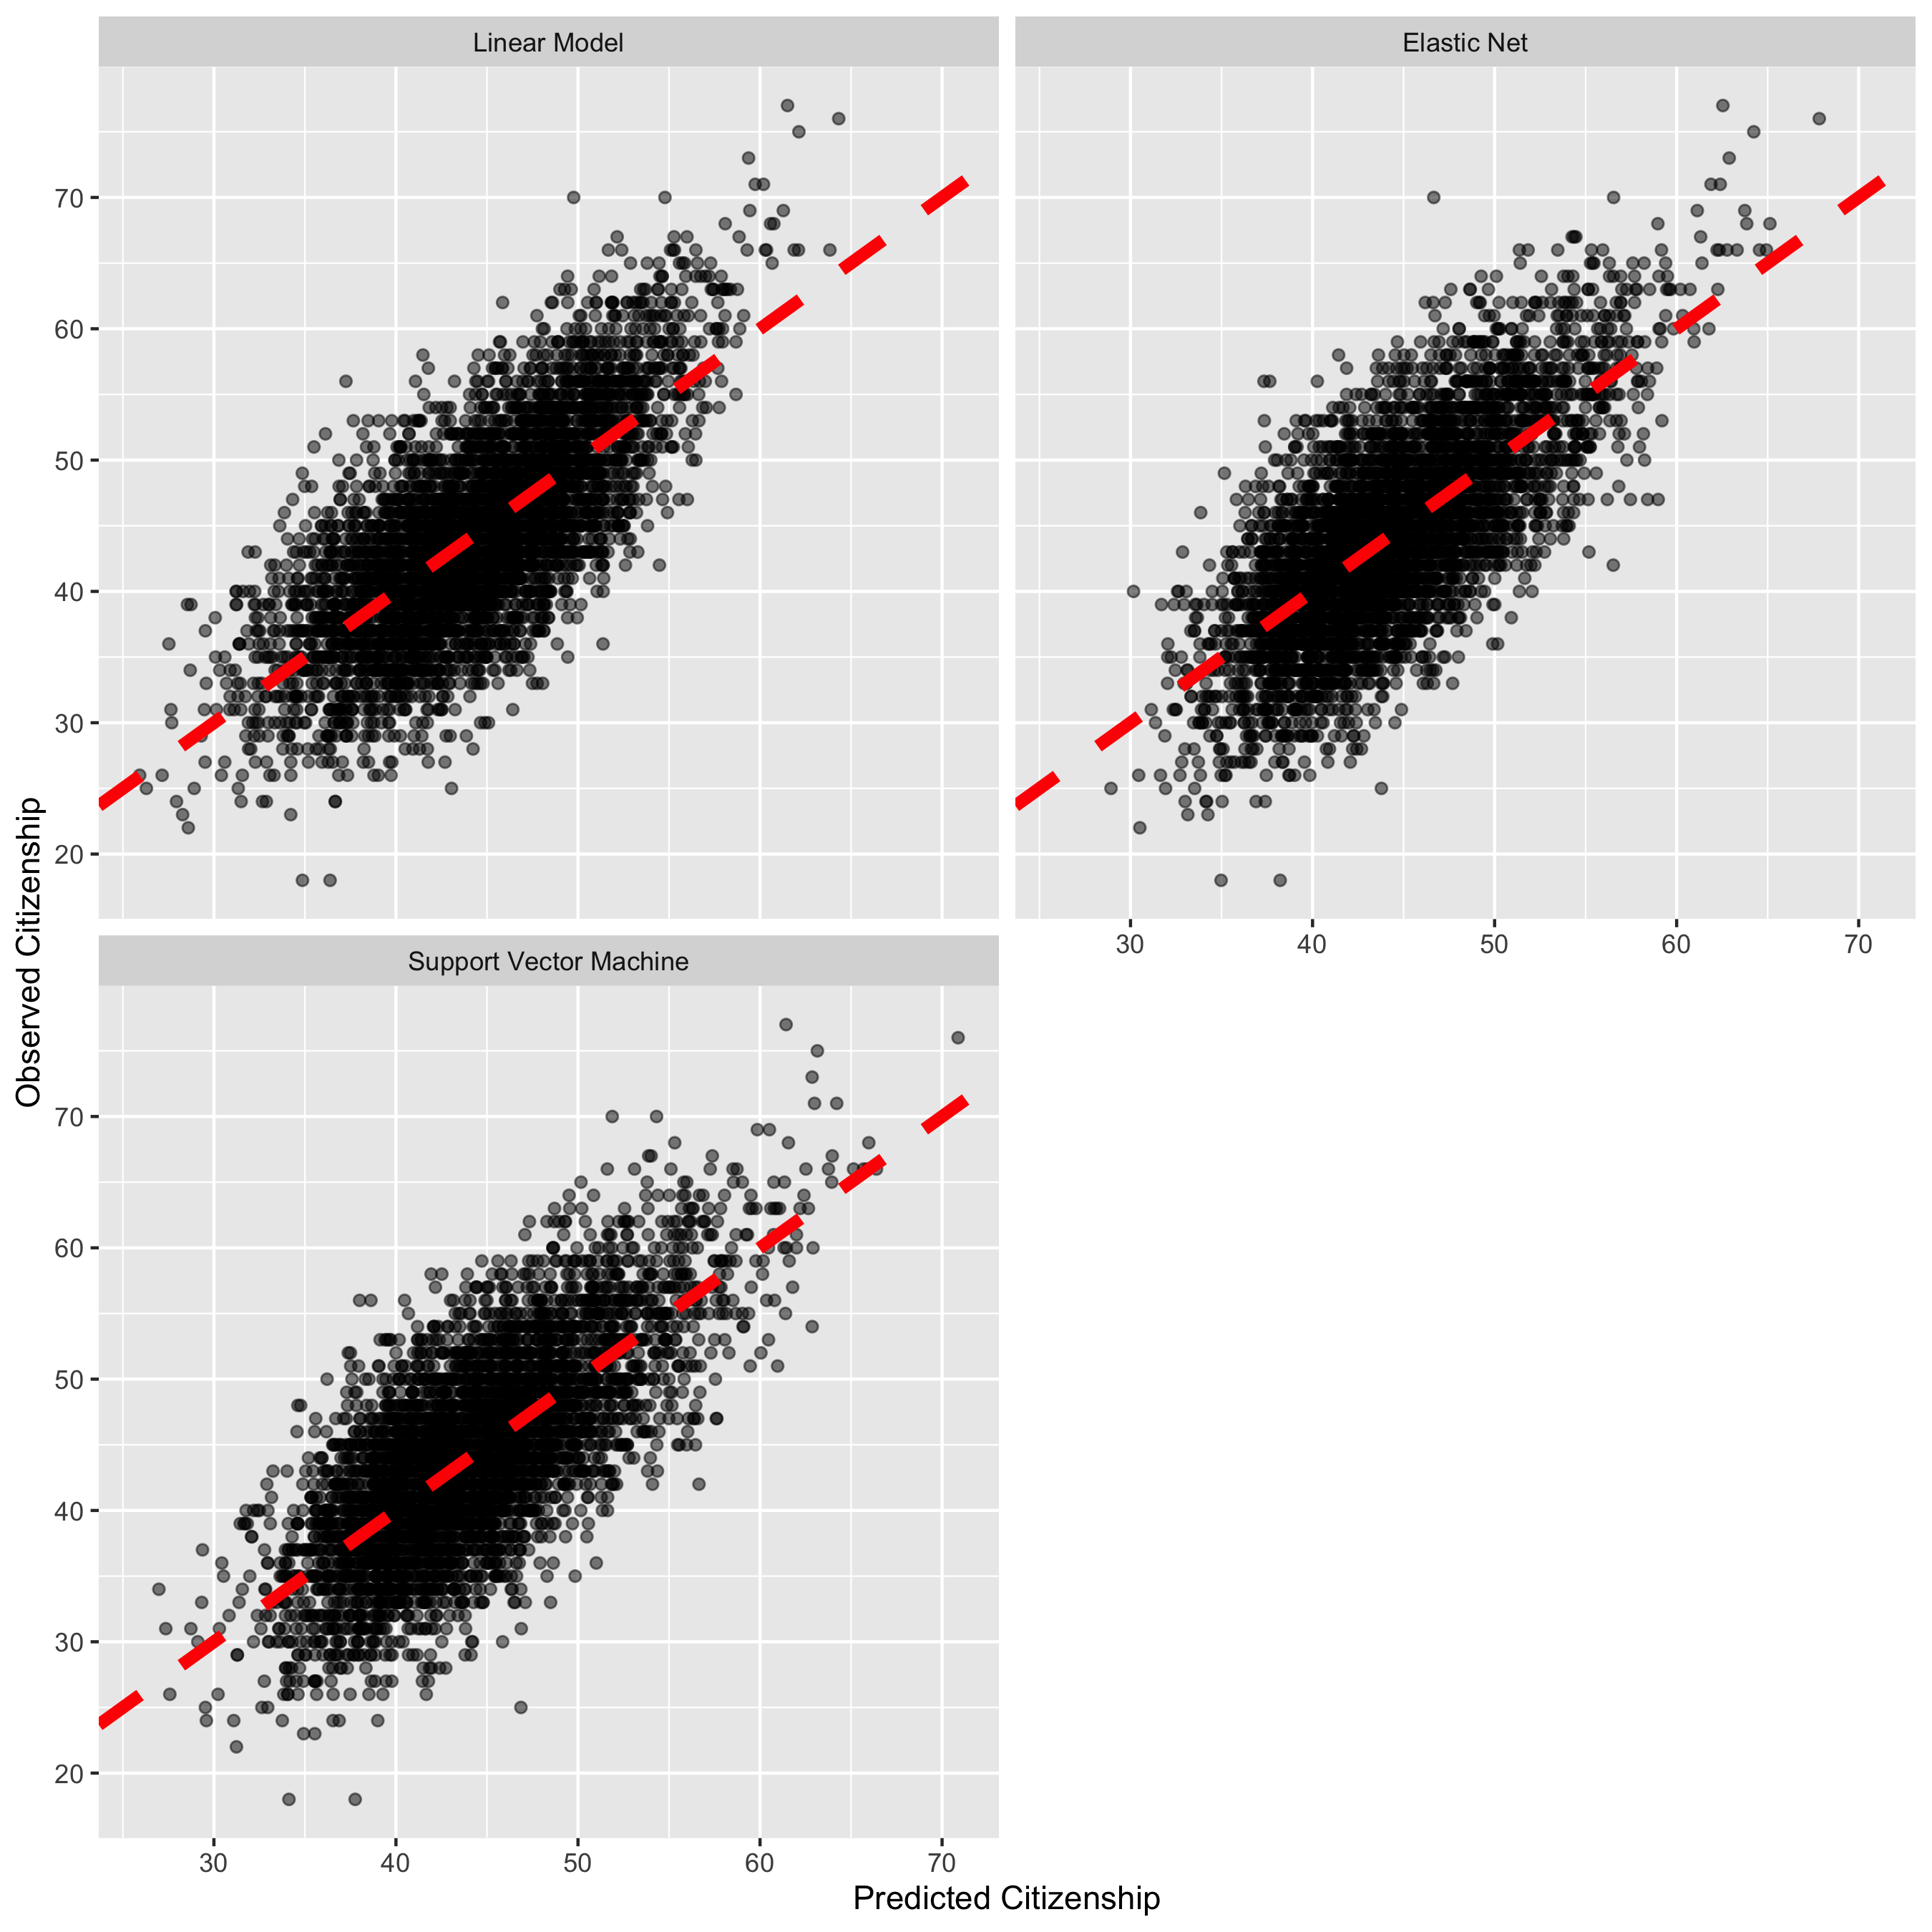 Linear Model
Elastic Net
70
60
50
40
30
20
30 40 50 60 70
Support Vector Machine
70
60
50
40
30
20
30 40 50 60 70
Observed Citizenship
Predicted Citizenship